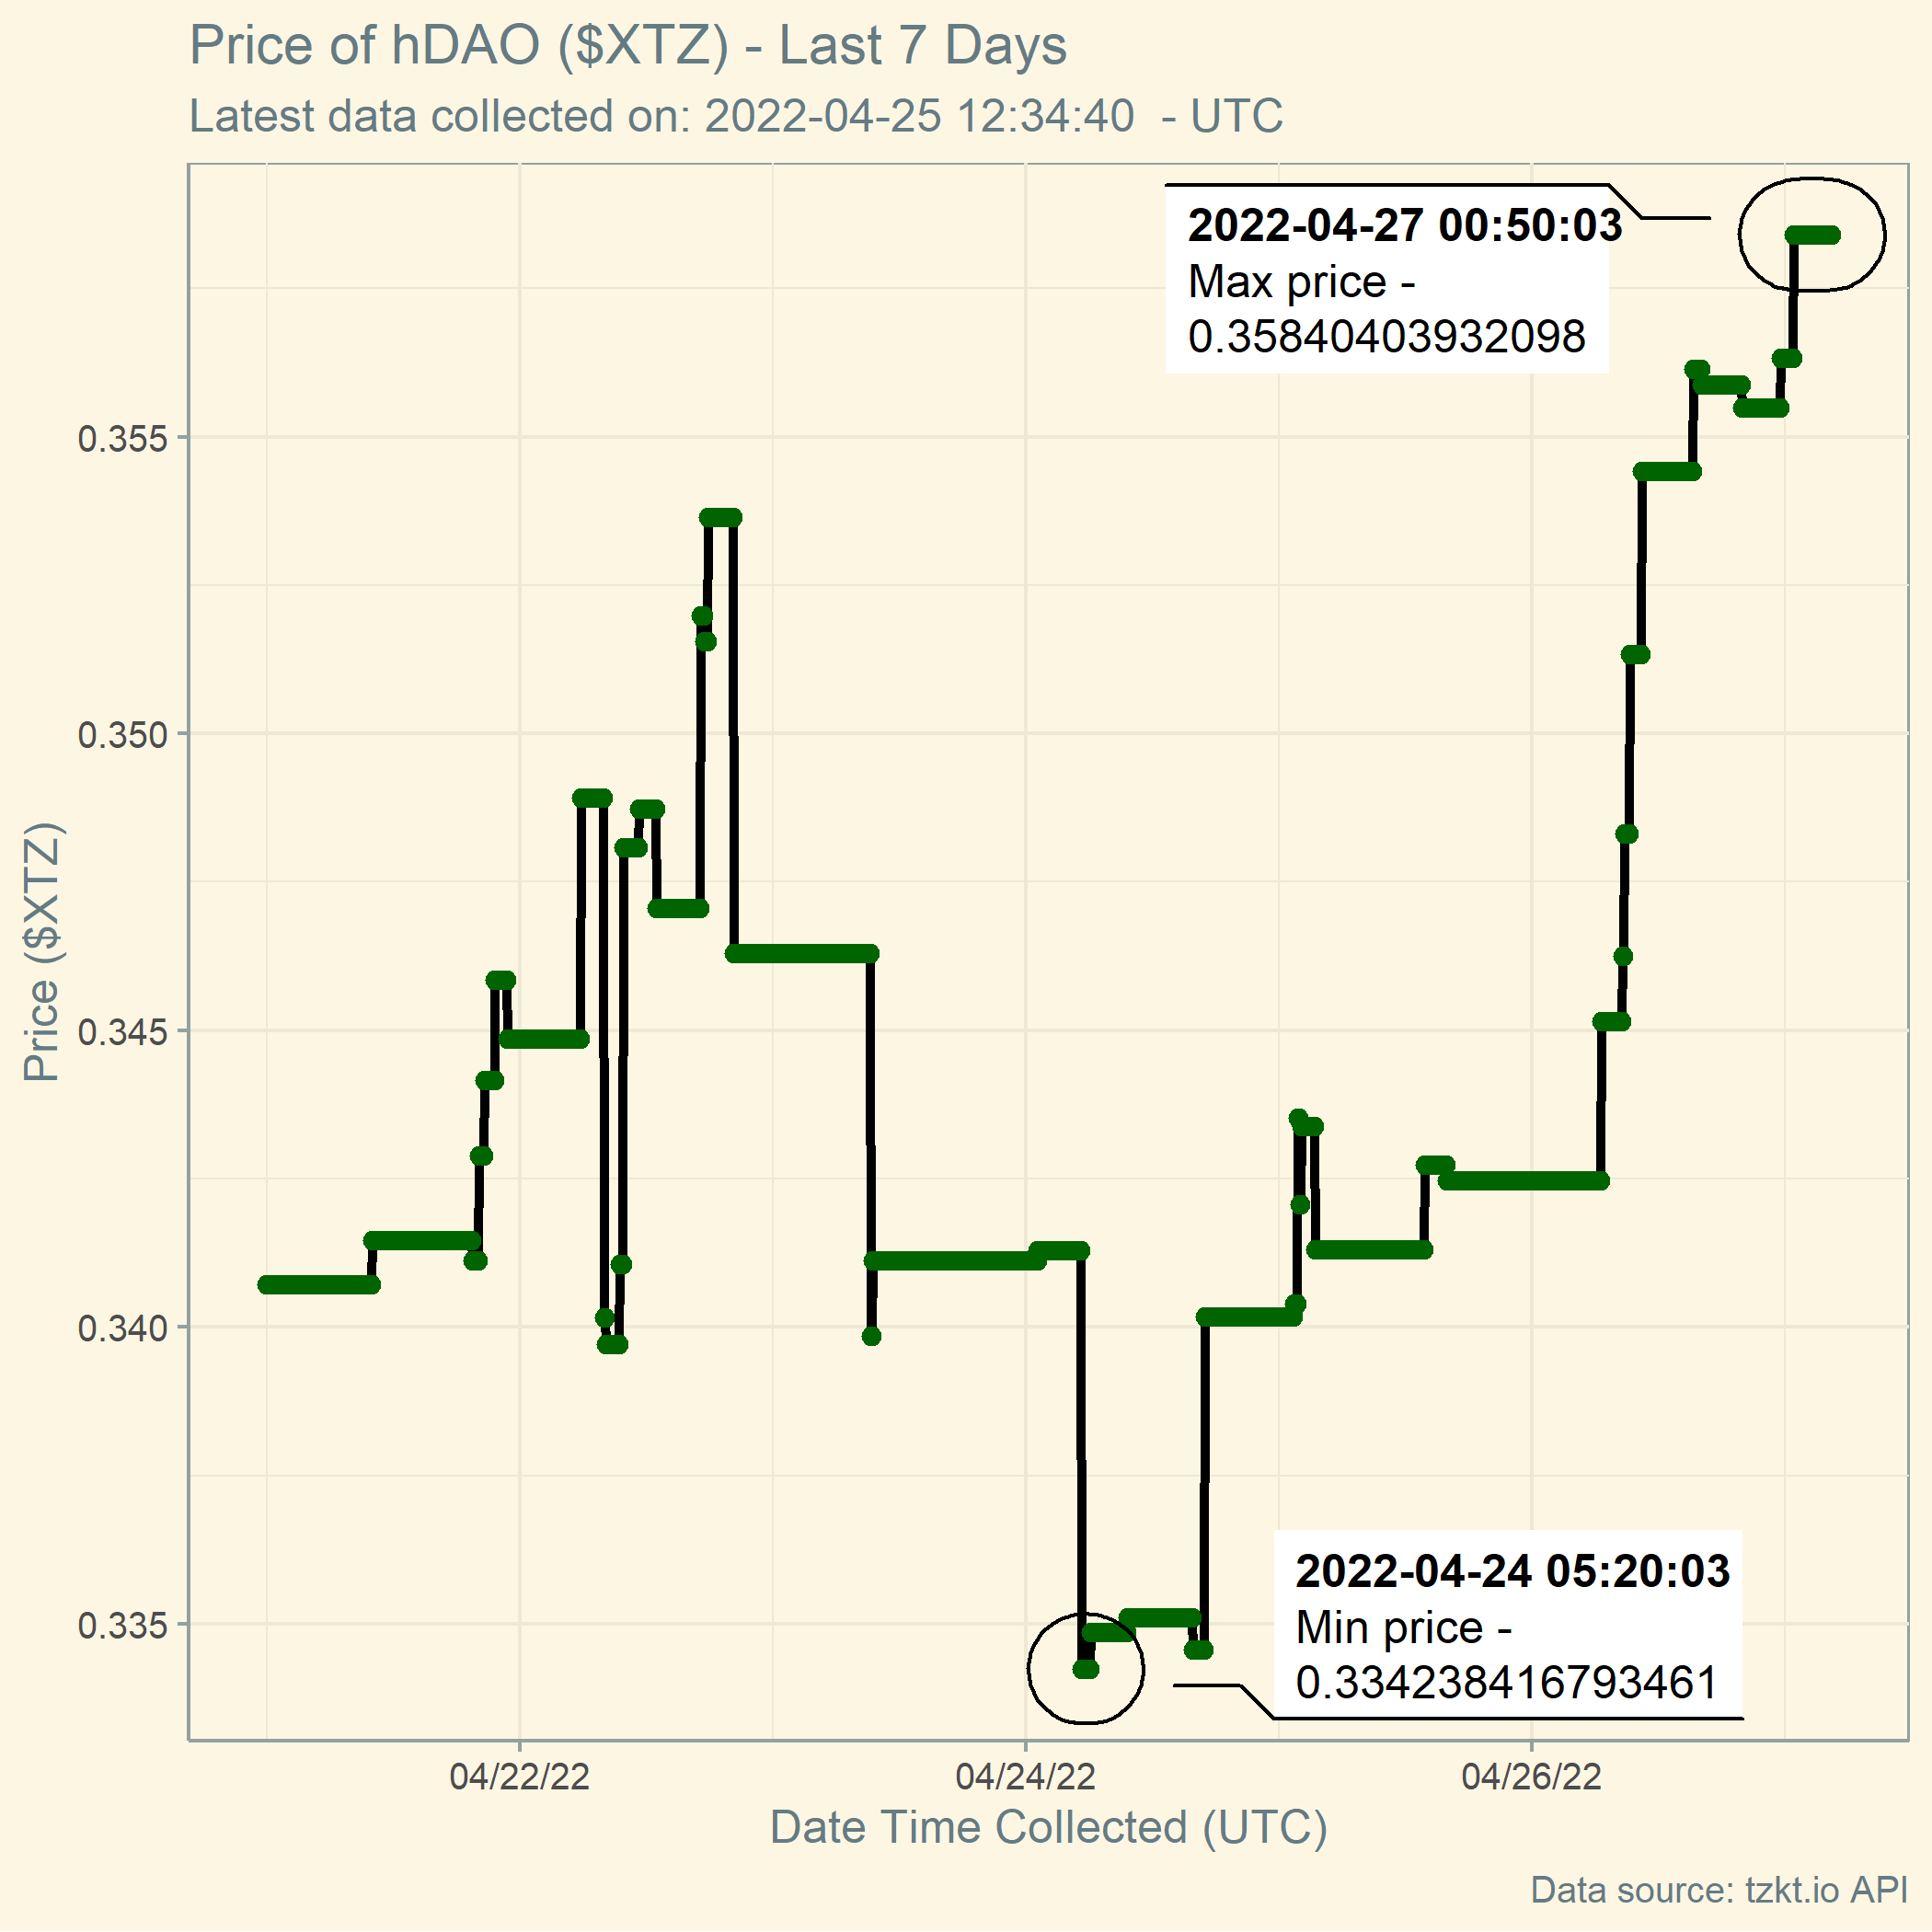 Price of hDAO ($XTZ) - Last 7 Days
Latest data collected on: 2022-04-25 12:34:40 - UTC
2022-04-27 00:50:03
Max price -
0.35840403932098
0.355
0.350
0.345
0.340
0.335
Price ($XTZ)
2022-04-24 05:20:03
Min price -
0.334238416793461
04/22/22
04/24/22
04/26/22
Date Time Collected (UTC)
Data source: tzkt.io API